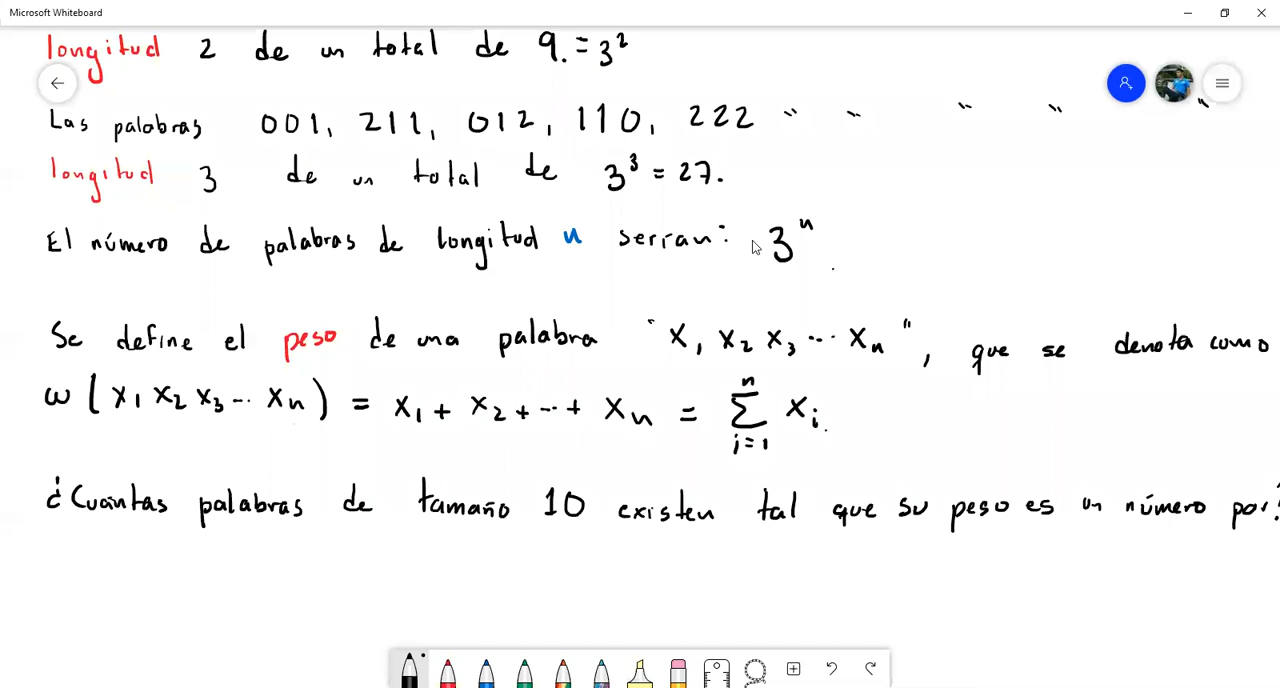 Microsoft Whiteboard
longitud 2 de un total de 9. = 3²
Las palabras 001, 211, 012, 110, 222 " " " " "
longitud 3 de un total de 3³ = 27.
El número de palabras de longitud n serían: 3ⁿ
Se define el peso de una palabra "x₁ x₂ x₃ ... xₙ", que se denota como
ω(x₁ x₂ x₃ ... xₙ) = x₁ + x₂ + ... + xₙ = ∑ᵢ₌₁ⁿ xᵢ.
¿Cuántas palabras de tamaño 10 existen tal que su peso es un número par?